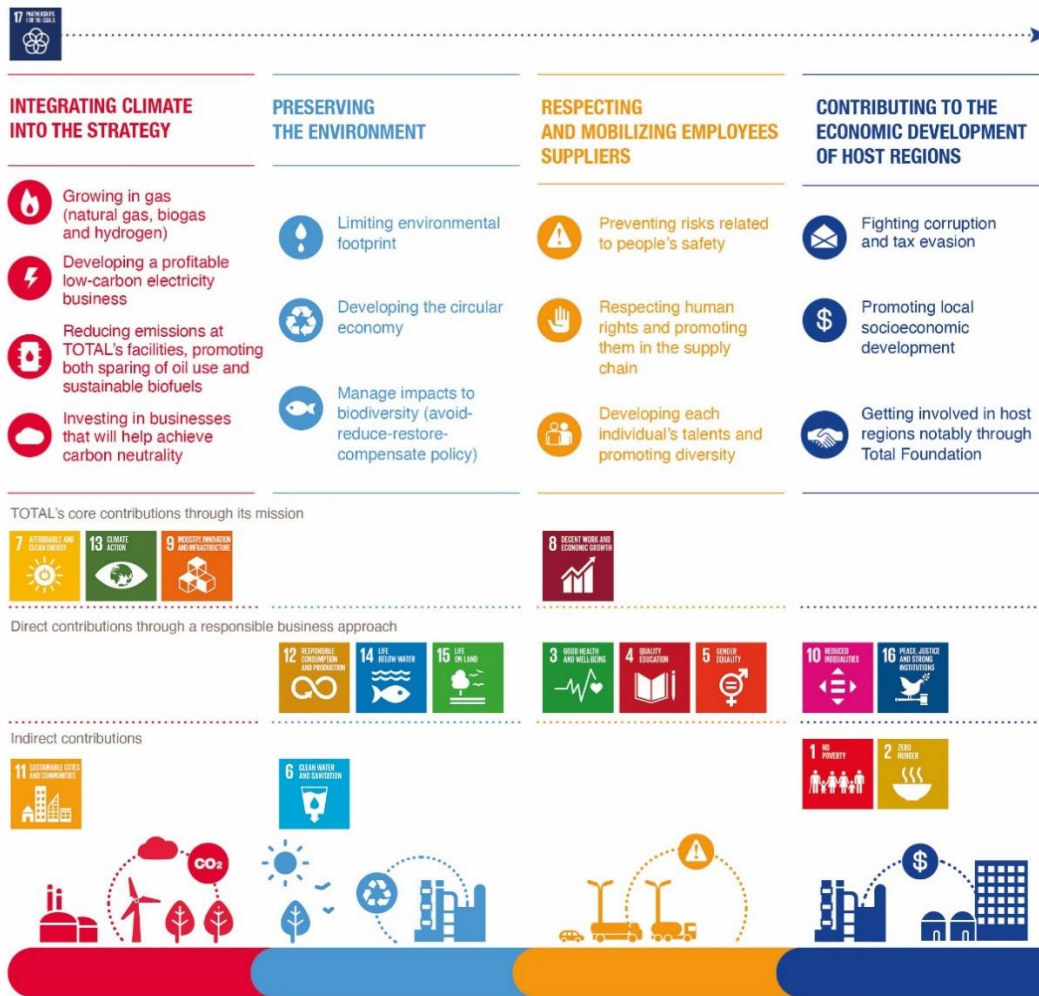 17 PARTNERSHIPS
FOR THE GOALS
INTEGRATING CLIMATE
INTO THE STRATEGY
Growing in gas
(natural gas, biogas
and hydrogen)
Developing a profitable
low-carbon electricity
business
Reducing emissions at
TOTAL's facilities, promoting
both sparing of oil use and
sustainable biofuels
Investing in businesses
that will help achieve
carbon neutrality
PRESERVING
THE ENVIRONMENT
Limiting environmental
footprint
Developing the circular
economy
Manage impacts to
biodiversity (avoid-
reduce-restore-
compensate policy)
RESPECTING
AND MOBILIZING EMPLOYEES
SUPPLIERS
Preventing risks related
to people's safety
Respecting human
rights and promoting
them in the supply
chain
Developing each
individual's talents and
promoting diversity
CONTRIBUTING TO THE
ECONOMIC DEVELOPMENT
OF HOST REGIONS
Fighting corruption
and tax evasion
$
Promoting local
socioeconomic
development
Getting involved in host
regions notably through
Total Foundation
TOTAL's core contributions through its mission
7 AFFORDABLE AND
CLEAN ENERGY
13 CLIMATE
ACTION
9 INDUSTRY, INNOVATION
AND INFRASTRUCTURE
8 DECENT WORK AND
ECONOMIC GROWTH
Direct contributions through a responsible business approach
12 RESPONSIBLE
CONSUMPTION
AND PRODUCTION
14 LIFE
BELOW WATER
15 LIFE
ON LAND
3 GOOD HEALTH
AND WELL-BEING
4 QUALITY
EDUCATION
5 GENDER
EQUALITY
10 REDUCED
INEQUALITIES
16 PEACE, JUSTICE
AND STRONG
INSTITUTIONS
Indirect contributions
11 SUSTAINABLE CITIES
AND COMMUNITIES
6 CLEAN WATER
AND SANITATION
1 NO
POVERTY
2 ZERO
HUNGER
CO2
$